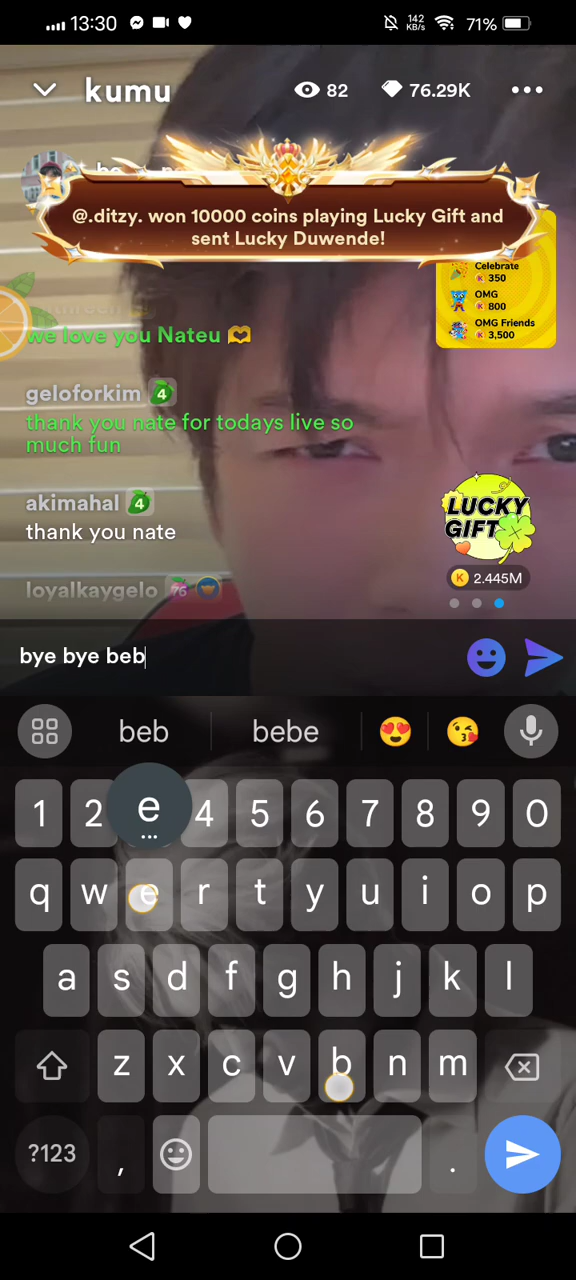 13:30
142
KB/s
71%
kumu
82
76.29K
@.ditzy. won 10000 coins playing Lucky Gift and
sent Lucky Duwende!
Celebrate
K 350
OMG
K 800
OMG Friends
K 3,500
we love you Nateu 🫶
geloforkim 4
thank you nate for todays live so
much fun
akimahal 4
thank you nate
LUCKY
GIFT
K 2.445M
loyalkaygelo 76
bye bye beb
beb
bebe
😍
😘
e
...
1 2 4 5 6 7 8 9 0
q w e r t y u i o p
a s d f g h j k l
z x c v b n m
?123 , .